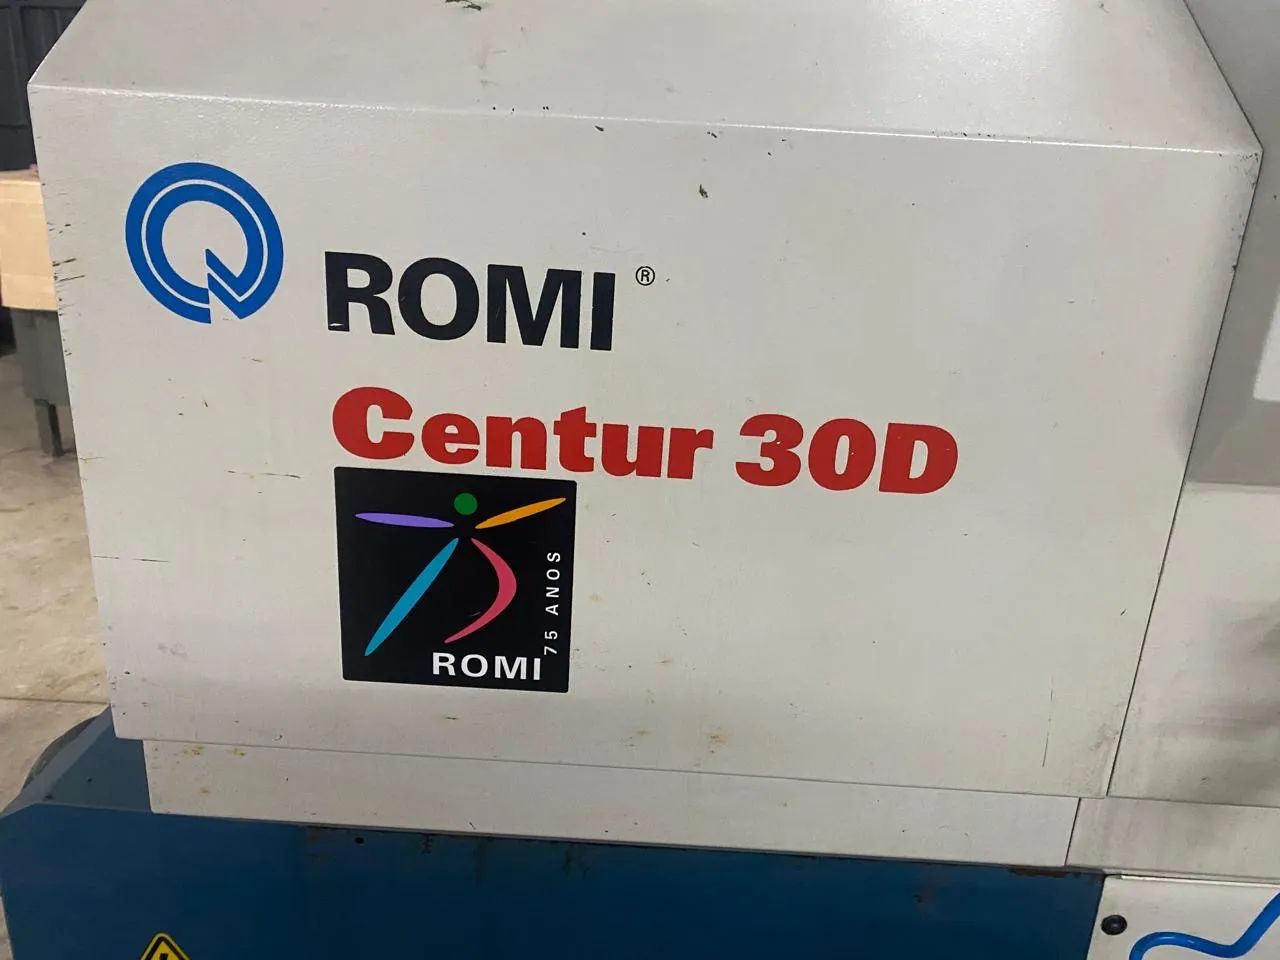 ROMI®
Centur 30D
75 ANOS
ROMI